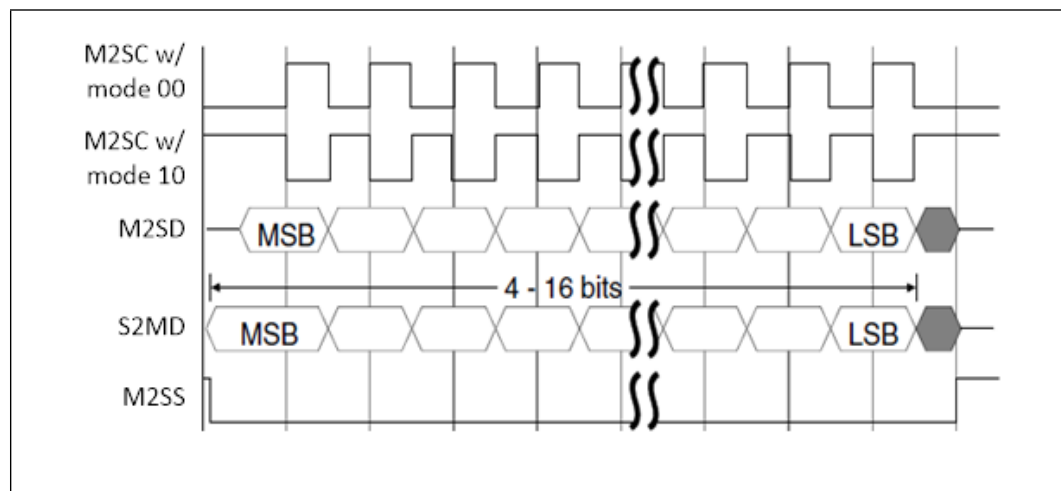 M2SC w/
mode 00
M2SC w/
mode 10
M2SD
MSB
LSB
4 - 16 bits
S2MD
MSB
LSB
M2SS